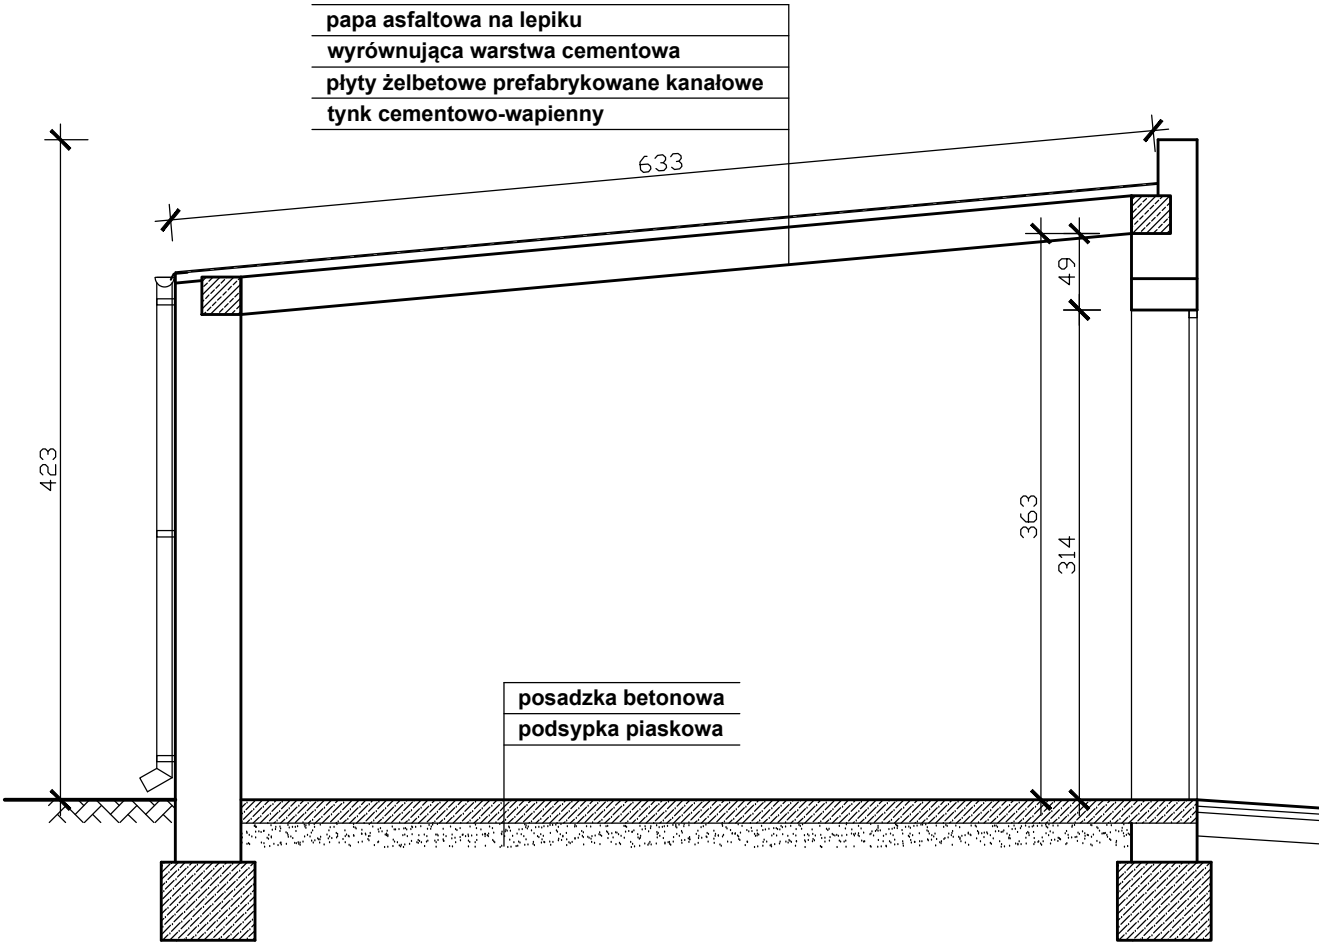 papa asfaltowa na lepiku
wyrównująca warstwa cementowa
płyty żelbetowe prefabrykowane kanałowe
tynk cementowo-wapienny
633
49
423
363
314
posadzka betonowa
podsypka piaskowa